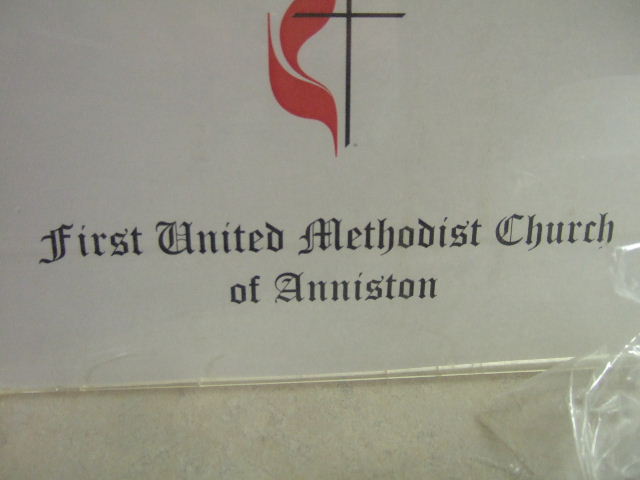 First United Methodist Church
of Anniston